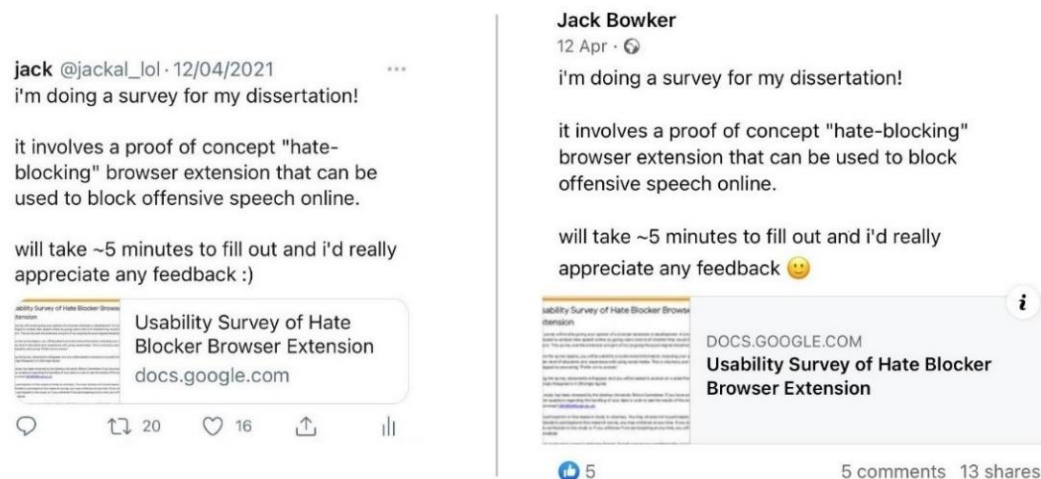 jack @jackal_lol · 12/04/2021
i'm doing a survey for my dissertation!
it involves a proof of concept "hate-
blocking" browser extension that can be
used to block offensive speech online.
will take ~5 minutes to fill out and i'd really
appreciate any feedback :)
Usability Survey of Hate
Blocker Browser Extension
docs.google.com
20
16
Jack Bowker
12 Apr ·
i'm doing a survey for my dissertation!
it involves a proof of concept "hate-blocking"
browser extension that can be used to block
offensive speech online.
will take ~5 minutes to fill out and i'd really
appreciate any feedback 🙂
DOCS.GOOGLE.COM
Usability Survey of Hate Blocker
Browser Extension
5
5 comments 13 shares